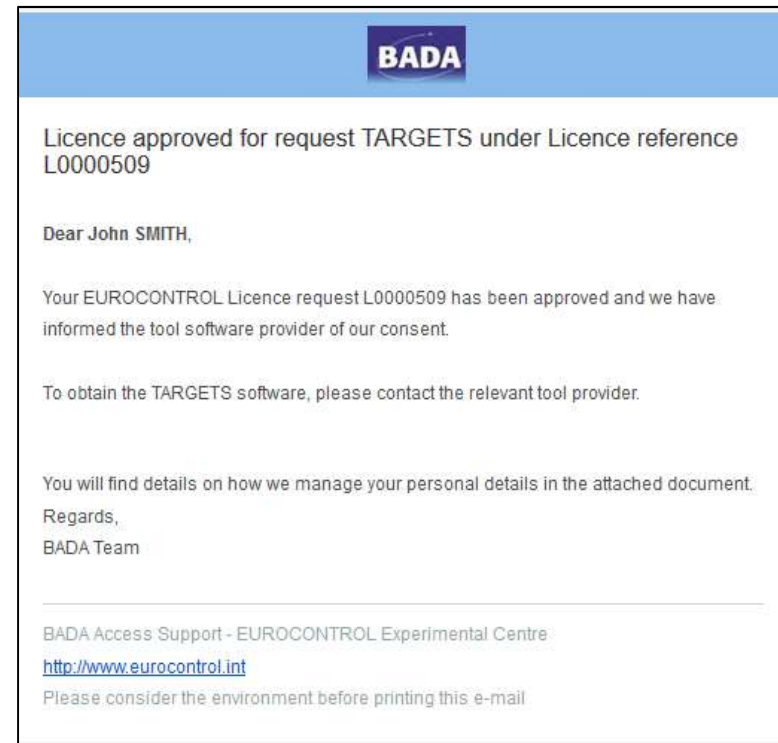 BADA
Licence approved for request TARGETS under Licence reference
L0000509
Dear John SMITH,
Your EUROCONTROL Licence request L0000509 has been approved and we have
informed the tool software provider of our consent.
To obtain the TARGETS software, please contact the relevant tool provider.
You will find details on how we manage your personal details in the attached document.
Regards,
BADA Team
BADA Access Support - EUROCONTROL Experimental Centre
http://www.eurocontrol.int
Please consider the environment before printing this e-mail